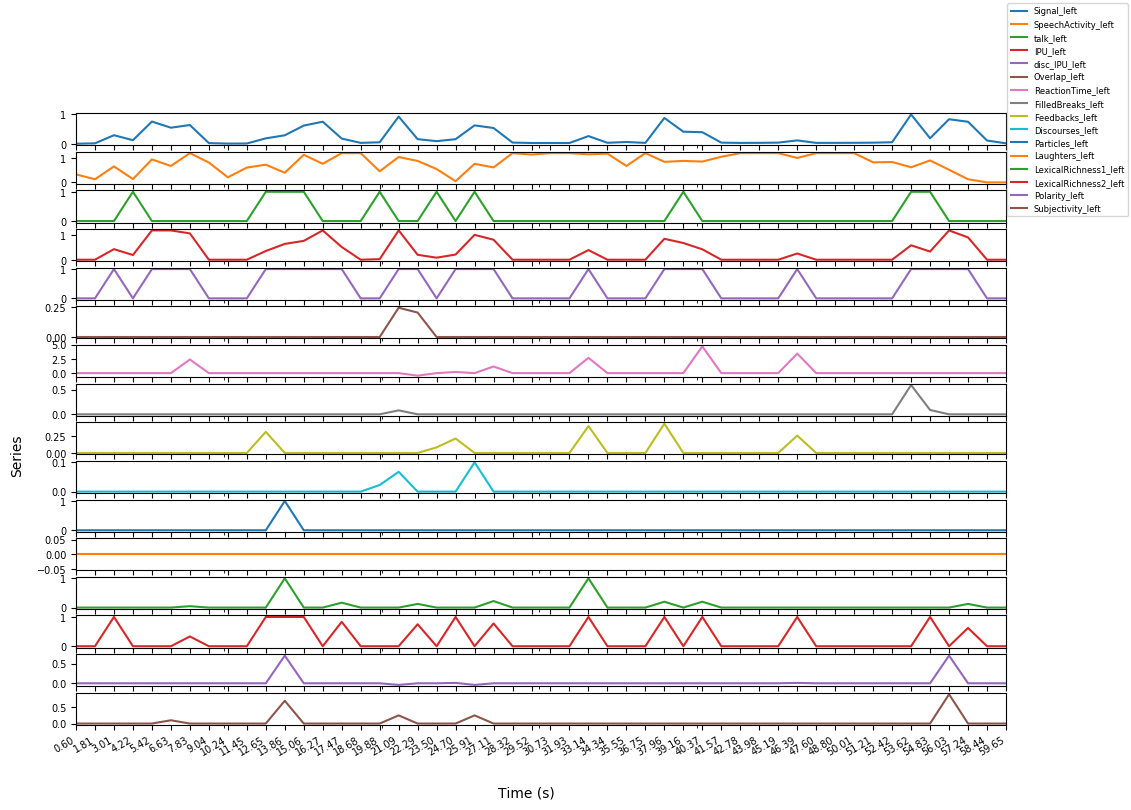 Signal_left
SpeechActivity_left
talk_left
IPU_left
disc_IPU_left
Overlap_left
ReactionTime_left
FilledBreaks_left
Feedbacks_left
Discourses_left
Particles_left
Laughters_left
LexicalRichness1_left
LexicalRichness2_left
Polarity_left
Subjectivity_left
1
0
1
0
1
0
1
0
1
0
0.25
0.00
5.0
2.5
0.0
0.5
0.0
0.25
0.00
0.1
0.0
1
0
0.05
0.00
−0.05
1
0
1
0
0.5
0.0
0.5
0.0
Series
0.60 1.81 3.01 4.22 5.42 6.63 7.83 9.04 10.24 11.45 12.65 13.86 15.06 16.27 17.47 18.68 19.88 21.09 22.29 23.50 24.70 25.91 27.11 28.32 29.52 30.73 31.93 33.14 34.34 35.55 36.75 37.96 39.16 40.37 41.57 42.78 43.98 45.19 46.39 47.60 48.80 50.01 51.21 52.42 53.62 54.83 56.03 57.24 58.44 59.65
Time (s)